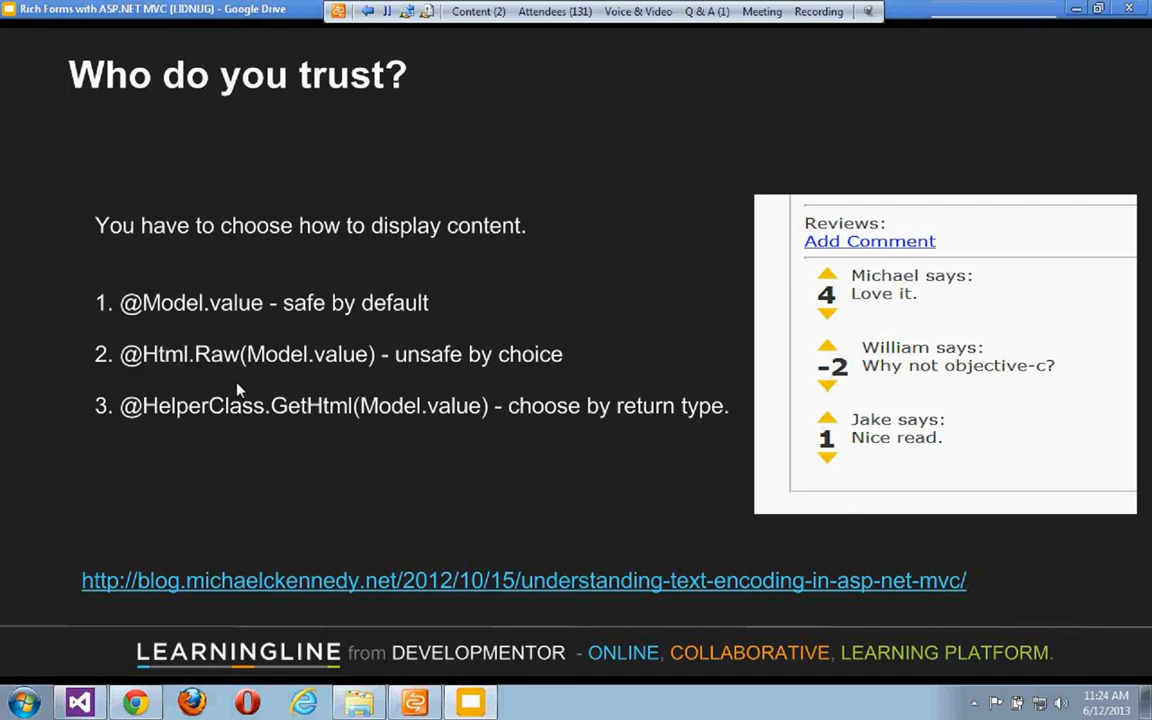 Rich Forms with ASP.NET MVC (LIDNUG) - Google Drive
Content (2) Attendees (131) Voice & Video Q & A (1) Meeting Recording
Who do you trust?
You have to choose how to display content.
1. @Model.value - safe by default
2. @Html.Raw(Model.value) - unsafe by choice
3. @HelperClass.GetHtml(Model.value) - choose by return type.
Reviews:
Add Comment
Michael says:
4 Love it.
William says:
-2 Why not objective-c?
Jake says:
1 Nice read.
http://blog.michaelckennedy.net/2012/10/15/understanding-text-encoding-in-asp-net-mvc/
LEARNINGLINE from DEVELOPMENTOR - ONLINE, COLLABORATIVE, LEARNING PLATFORM.
11:24 AM
6/12/2013